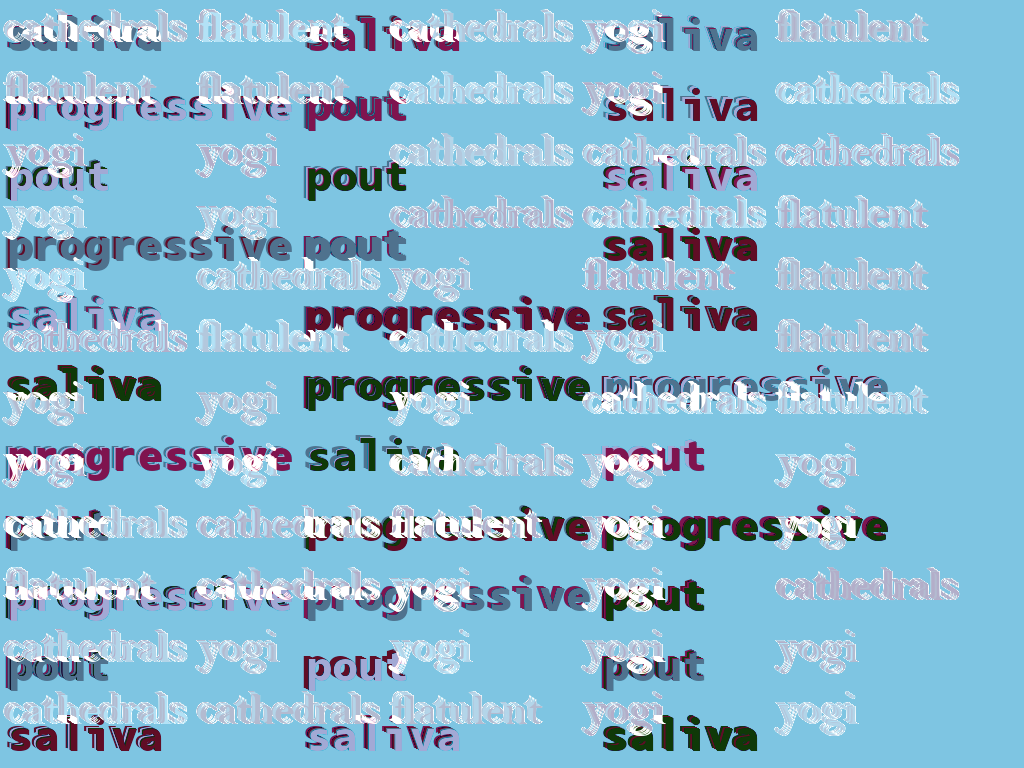 cathedrals flatulent cathedrals yogi flatulent
saliva saliva saliva
flatulent flatulent cathedrals yogi cathedrals
progressive pout saliva
yogi yogi cathedrals cathedrals cathedrals
pout pout saliva
yogi yogi cathedrals cathedrals flatulent
progressive pout saliva
yogi cathedrals yogi flatulent flatulent
saliva progressive saliva
cathedrals flatulent cathedrals yogi flatulent
saliva progressive progressive
yogi yogi yogi cathedrals flatulent
progressive saliva pout
yogi yogi cathedrals yogi yogi
cathedrals cathedrals flatulent yogi yogi
pout progressive progressive
flatulent cathedrals yogi yogi cathedrals
progressive progressive pout
cathedrals yogi yogi yogi yogi
pout pout pout
cathedrals cathedrals flatulent yogi yogi
saliva saliva saliva